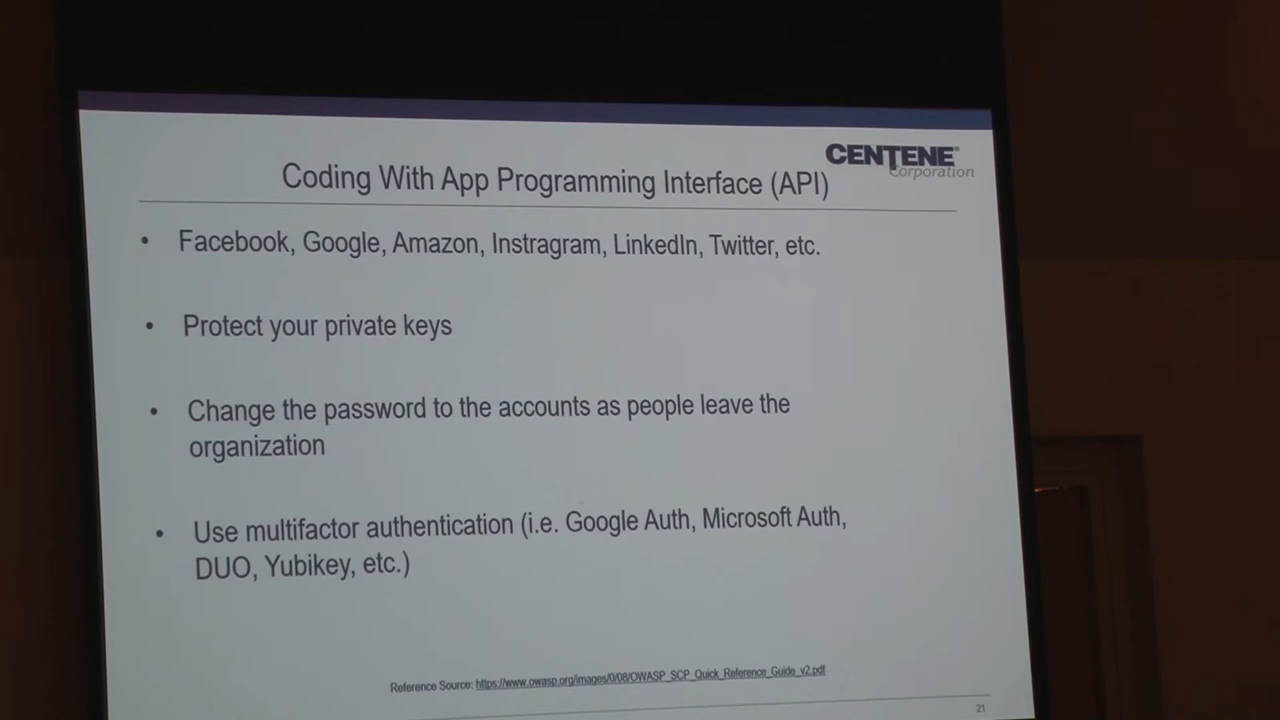 CENTENE®
Corporation
Coding With App Programming Interface (API)
• Facebook, Google, Amazon, Instragram, LinkedIn, Twitter, etc.
• Protect your private keys
• Change the password to the accounts as people leave the
organization
• Use multifactor authentication (i.e. Google Auth, Microsoft Auth,
DUO, Yubikey, etc.)
Reference Source: https://www.owasp.org/images/0/08/OWASP_SCP_Quick_Reference_Guide_v2.pdf
21